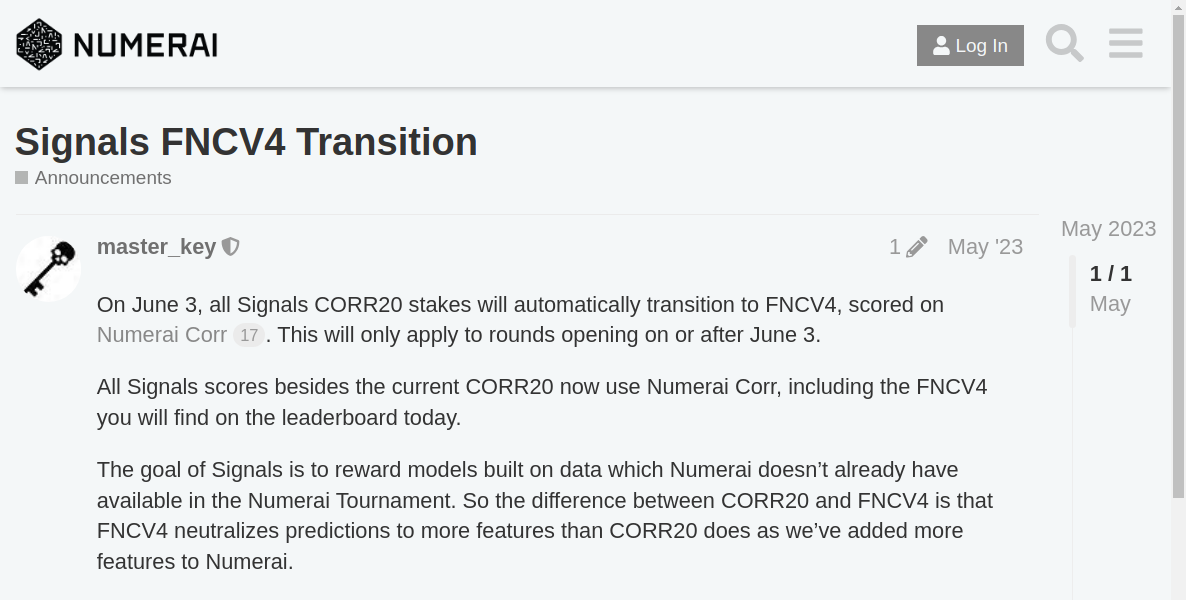 NUMERAI
Log In
Signals FNCV4 Transition
Announcements
May 2023
master_key
1
May '23
1 / 1
May
On June 3, all Signals CORR20 stakes will automatically transition to FNCV4, scored on
Numerai Corr 17 . This will only apply to rounds opening on or after June 3.
All Signals scores besides the current CORR20 now use Numerai Corr, including the FNCV4
you will find on the leaderboard today.
The goal of Signals is to reward models built on data which Numerai doesn’t already have
available in the Numerai Tournament. So the difference between CORR20 and FNCV4 is that
FNCV4 neutralizes predictions to more features than CORR20 does as we’ve added more
features to Numerai.